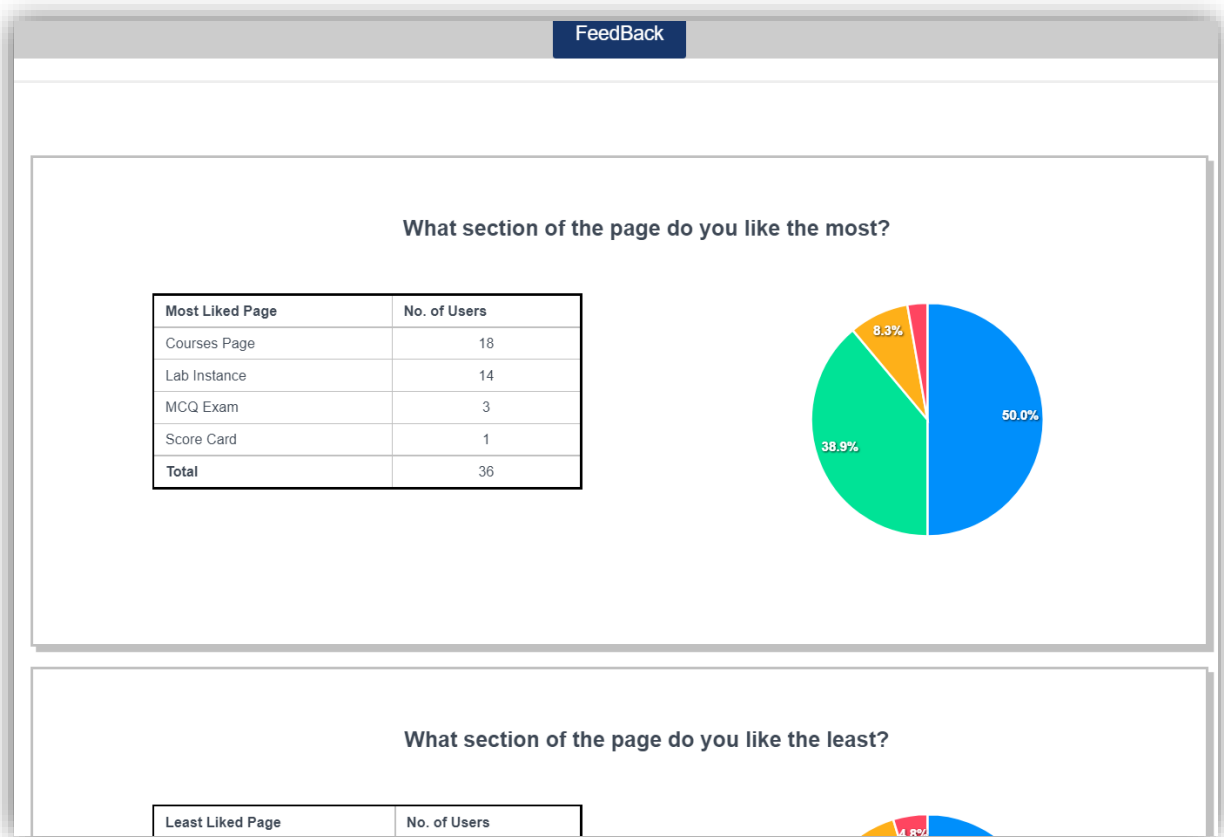 FeedBack
What section of the page do you like the most?
Most Liked Page No. of Users
Courses Page 18
Lab Instance 14
MCQ Exam 3
Score Card 1
Total 36
8.3%
50.0%
38.9%
What section of the page do you like the least?
Least Liked Page No. of Users
4.8%